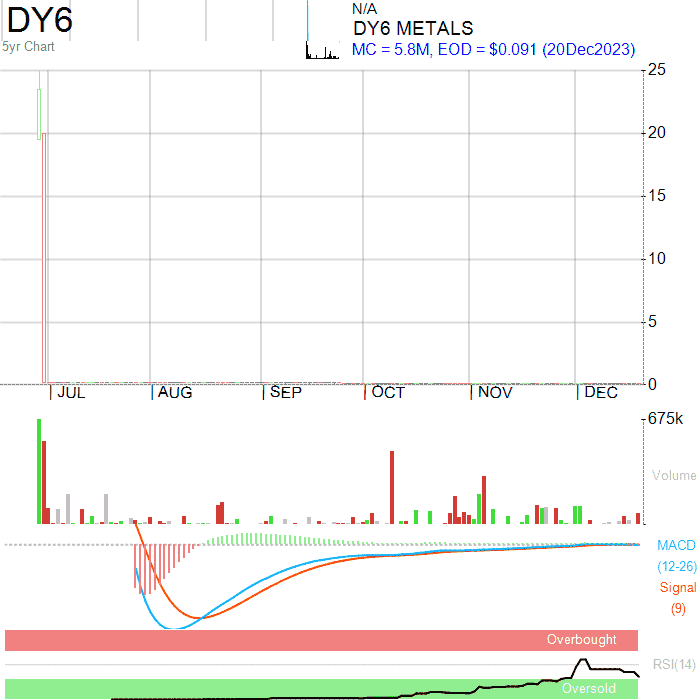 DY6
5yr Chart
N/A
DY6 METALS
MC = 5.8M, EOD = $0.091 (20Dec2023)
25
20
15
10
5
0
JUL AUG SEP OCT NOV DEC
675k
Volume
MACD
(12-26)
Signal
(9)
Overbought
RSI(14)
Oversold